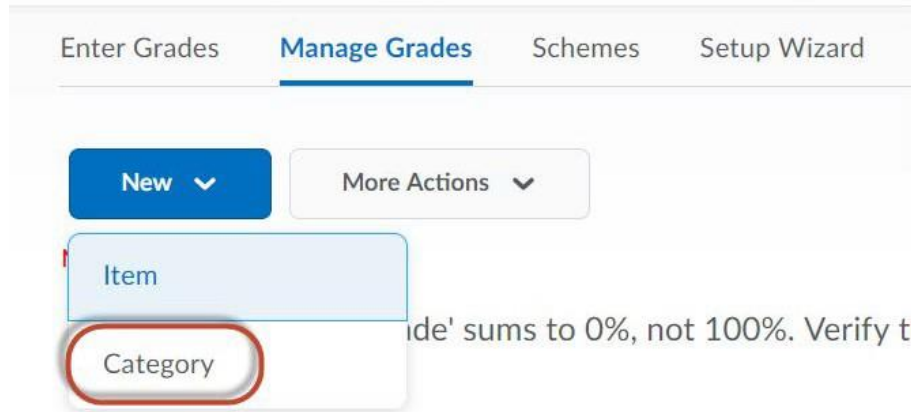 Enter Grades Manage Grades Schemes Setup Wizard
New More Actions
Item
sums to 0%, not 100%. Verify
Category